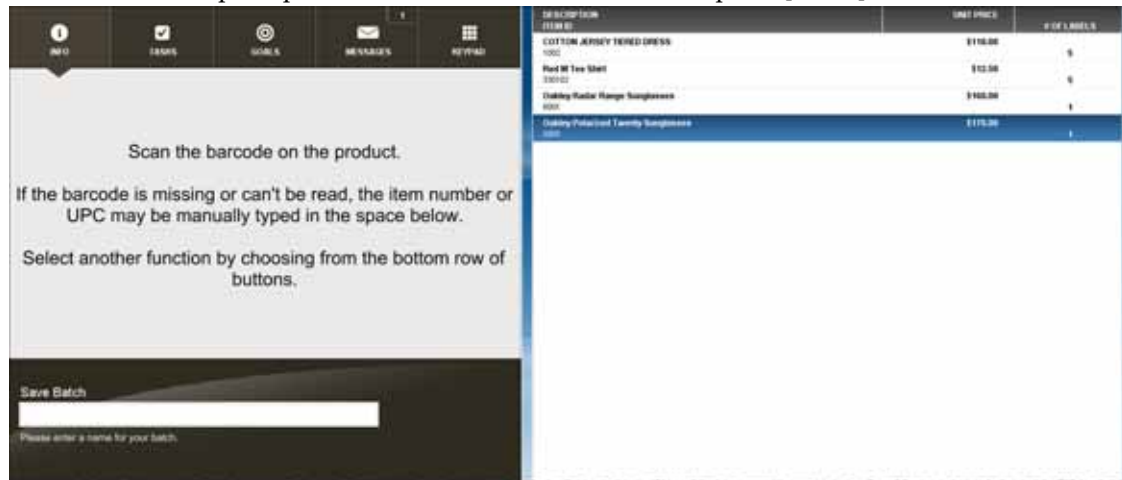 1
INFO
TASKS
GOALS
MESSAGES
KEYPAD
Scan the barcode on the product.
If the barcode is missing or can't be read, the item number or
UPC may be manually typed in the space below.
Select another function by choosing from the bottom row of
buttons.
Save Batch
Please enter a name for your batch.
DESCRIPTION UNIT PRICE
ITEM ID # OF LABELS
COTTON JERSEY TIERED DRESS $118.00
5
Red M Tee Shirt $12.50
5
Oakley Radar Range Sunglasses
1
Oakley Polarized Twenty Sunglasses
1